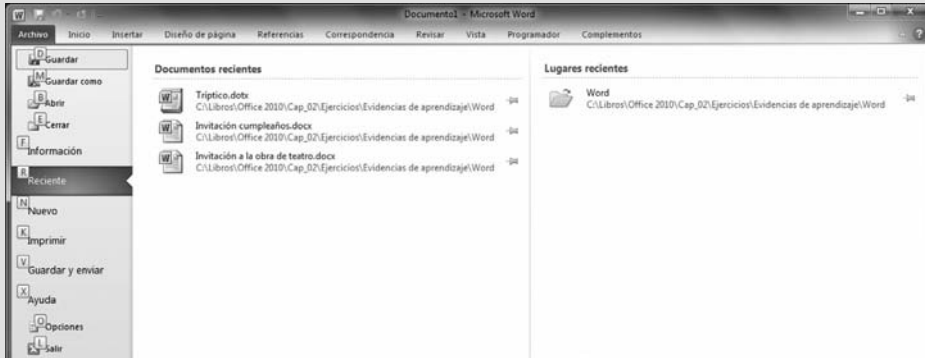 Documento1 - Microsoft Word
Archivo Inicio Insertar Diseño de página Referencias Correspondencia Revisar Vista Programador Complementos
D Guardar
M Guardar como
B Abrir
E Cerrar
F Información
R Reciente
N Nuevo
K Imprimir
V Guardar y enviar
X Ayuda
O Opciones
L Salir
Documentos recientes
Triptico.dotx
C:\Libros\Office 2010\Cap_02\Ejercicios\Evidencias de aprendizaje\Word
Invitación cumpleaños.docx
C:\Libros\Office 2010\Cap_02\Ejercicios\Evidencias de aprendizaje\Word
Invitación a la obra de teatro.docx
C:\Libros\Office 2010\Cap_02\Ejercicios\Evidencias de aprendizaje\Word
Lugares recientes
Word
C:\Libros\Office 2010\Cap_02\Ejercicios\Evidencias de aprendizaje\Word